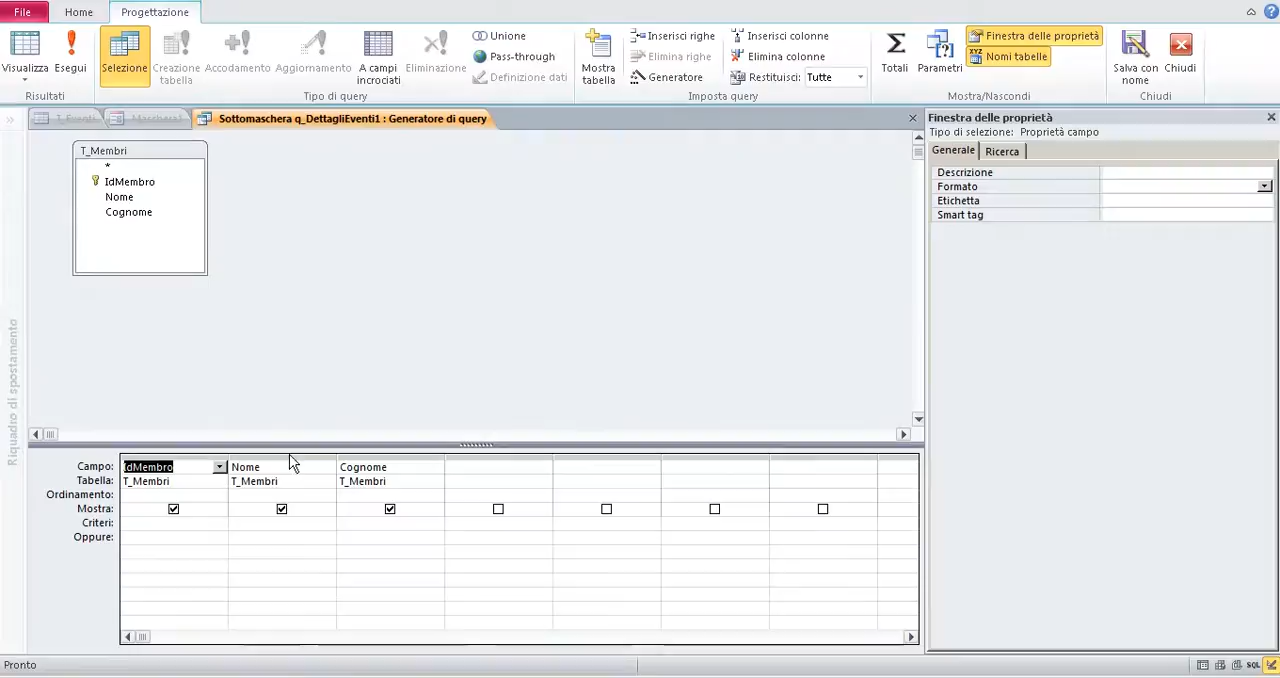 File Home Progettazione
Visualizza Esegui Selezione Creazione tabella Accodamento Aggiornamento A campi incrociati Eliminazione
Unione
Pass-through
Definizione dati
Mostra tabella
Inserisci righe
Elimina righe
Generatore
Inserisci colonne
Elimina colonne
Restituisci: Tutte
Totali Parametri
Finestra delle proprietà
Nomi tabelle
Salva con nome Chiudi
Risultati Tipo di query Imposta query Mostra/Nascondi Chiudi
T_Eventi Maschera1 Sottomaschera q_DettagliEventi1 : Generatore di query
T_Membri
*
IdMembro
Nome
Cognome
Riquadro di spostamento
Finestra delle proprietà
Tipo di selezione: Proprietà campo
Generale Ricerca
Descrizione
Formato
Etichetta
Smart tag
Campo: IdMembro Nome Cognome
Tabella: T_Membri T_Membri T_Membri
Ordinamento:
Mostra:
Criteri:
Oppure:
Pronto SQL